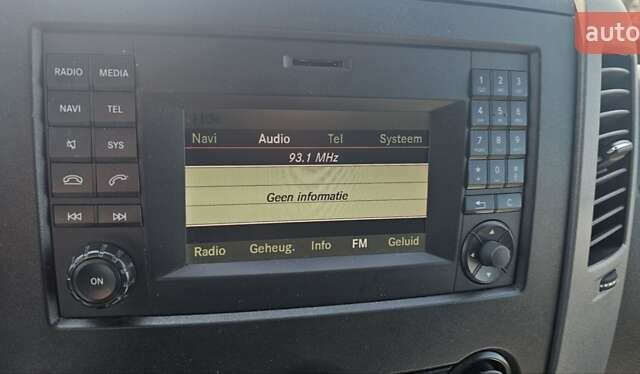 auto
RADIO MEDIA
NAVI TEL
SYS
ON
Navi Audio Tel Systeem
93.1 MHz
Geen informatie
Radio Geheug. Info FM Geluid
1 2 3
4 5 6
7 8 9
* 0 #
C